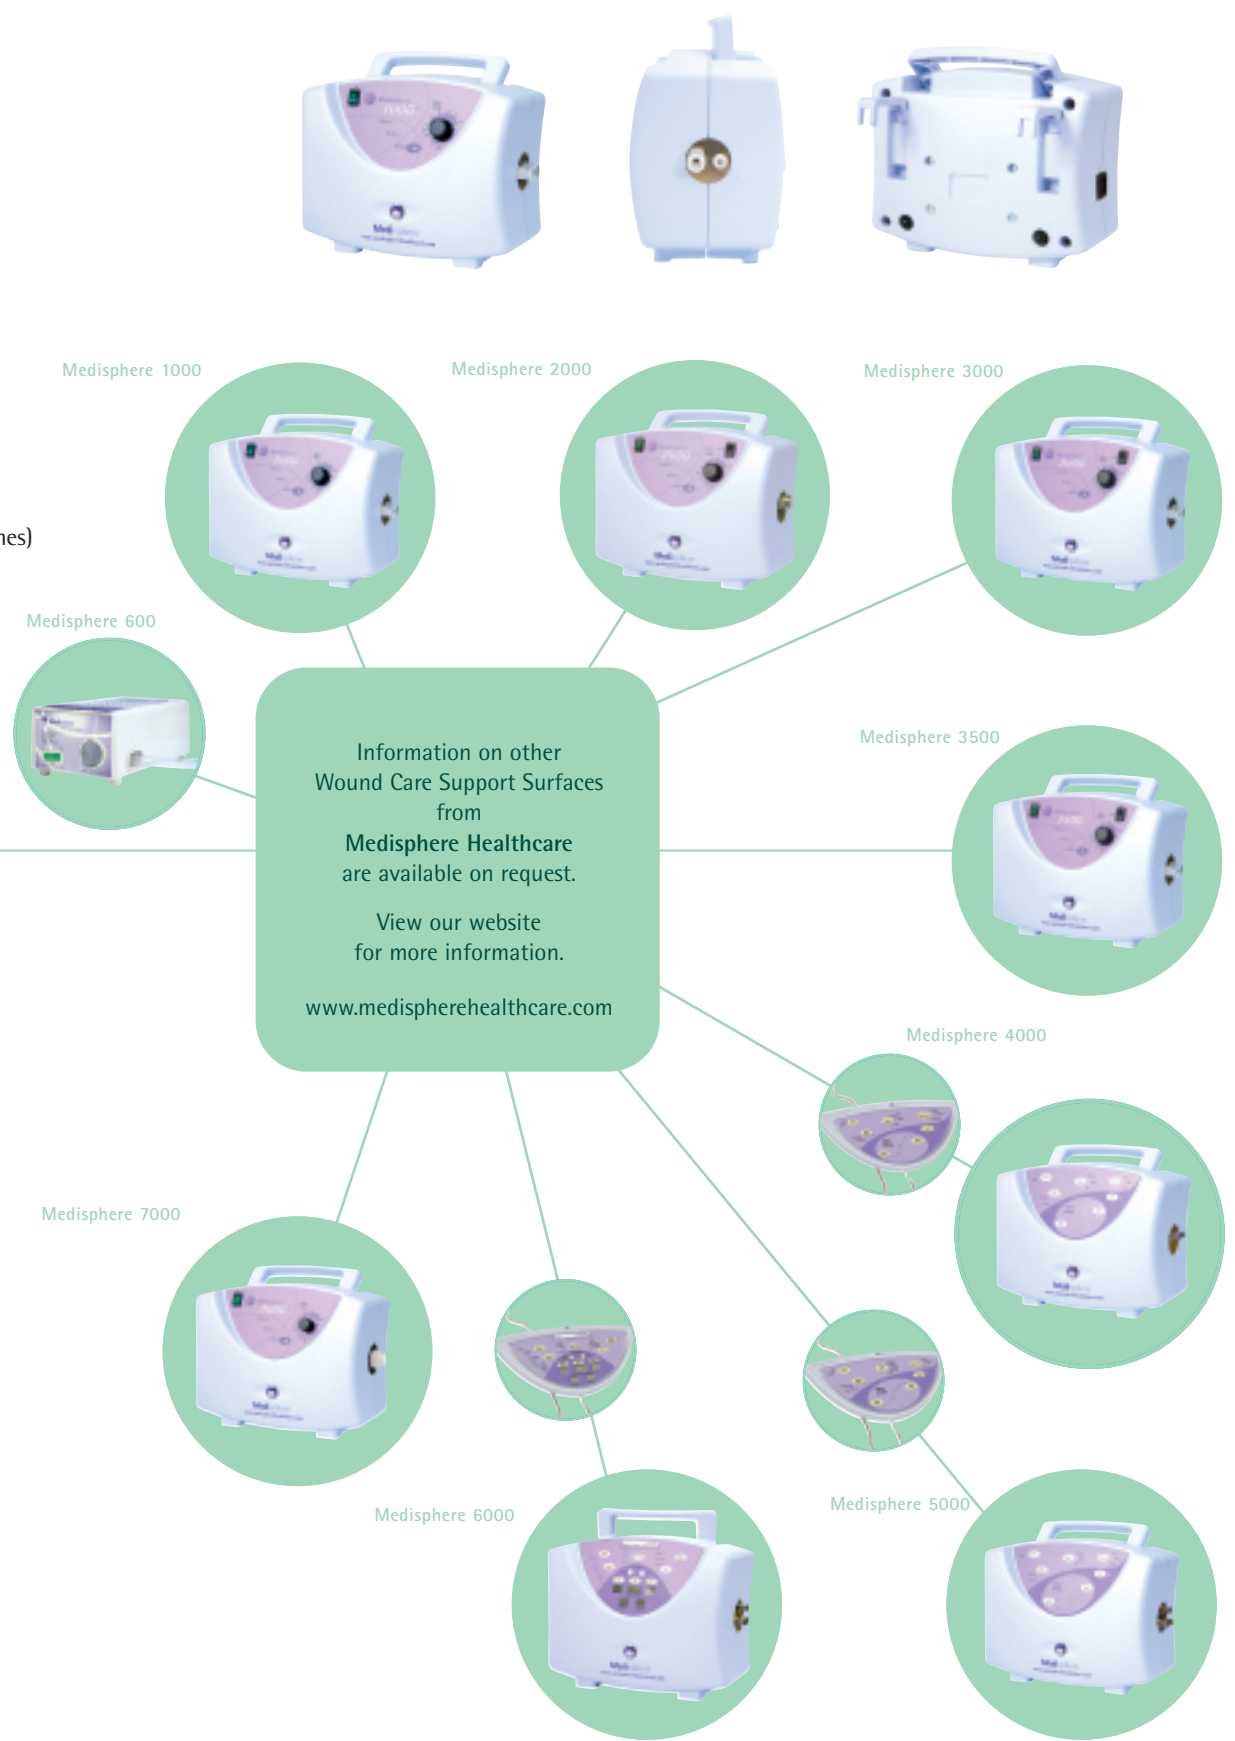 Medisphere 1000
Medisphere 2000
Medisphere 3000
nes)
Medisphere 600
Medisphere 3500
Information on other
Wound Care Support Surfaces
from
Medisphere Healthcare
are available on request.
View our website
for more information.
www.medispherehealthcare.com
Medisphere 4000
Medisphere 7000
Medisphere 6000
Medisphere 5000